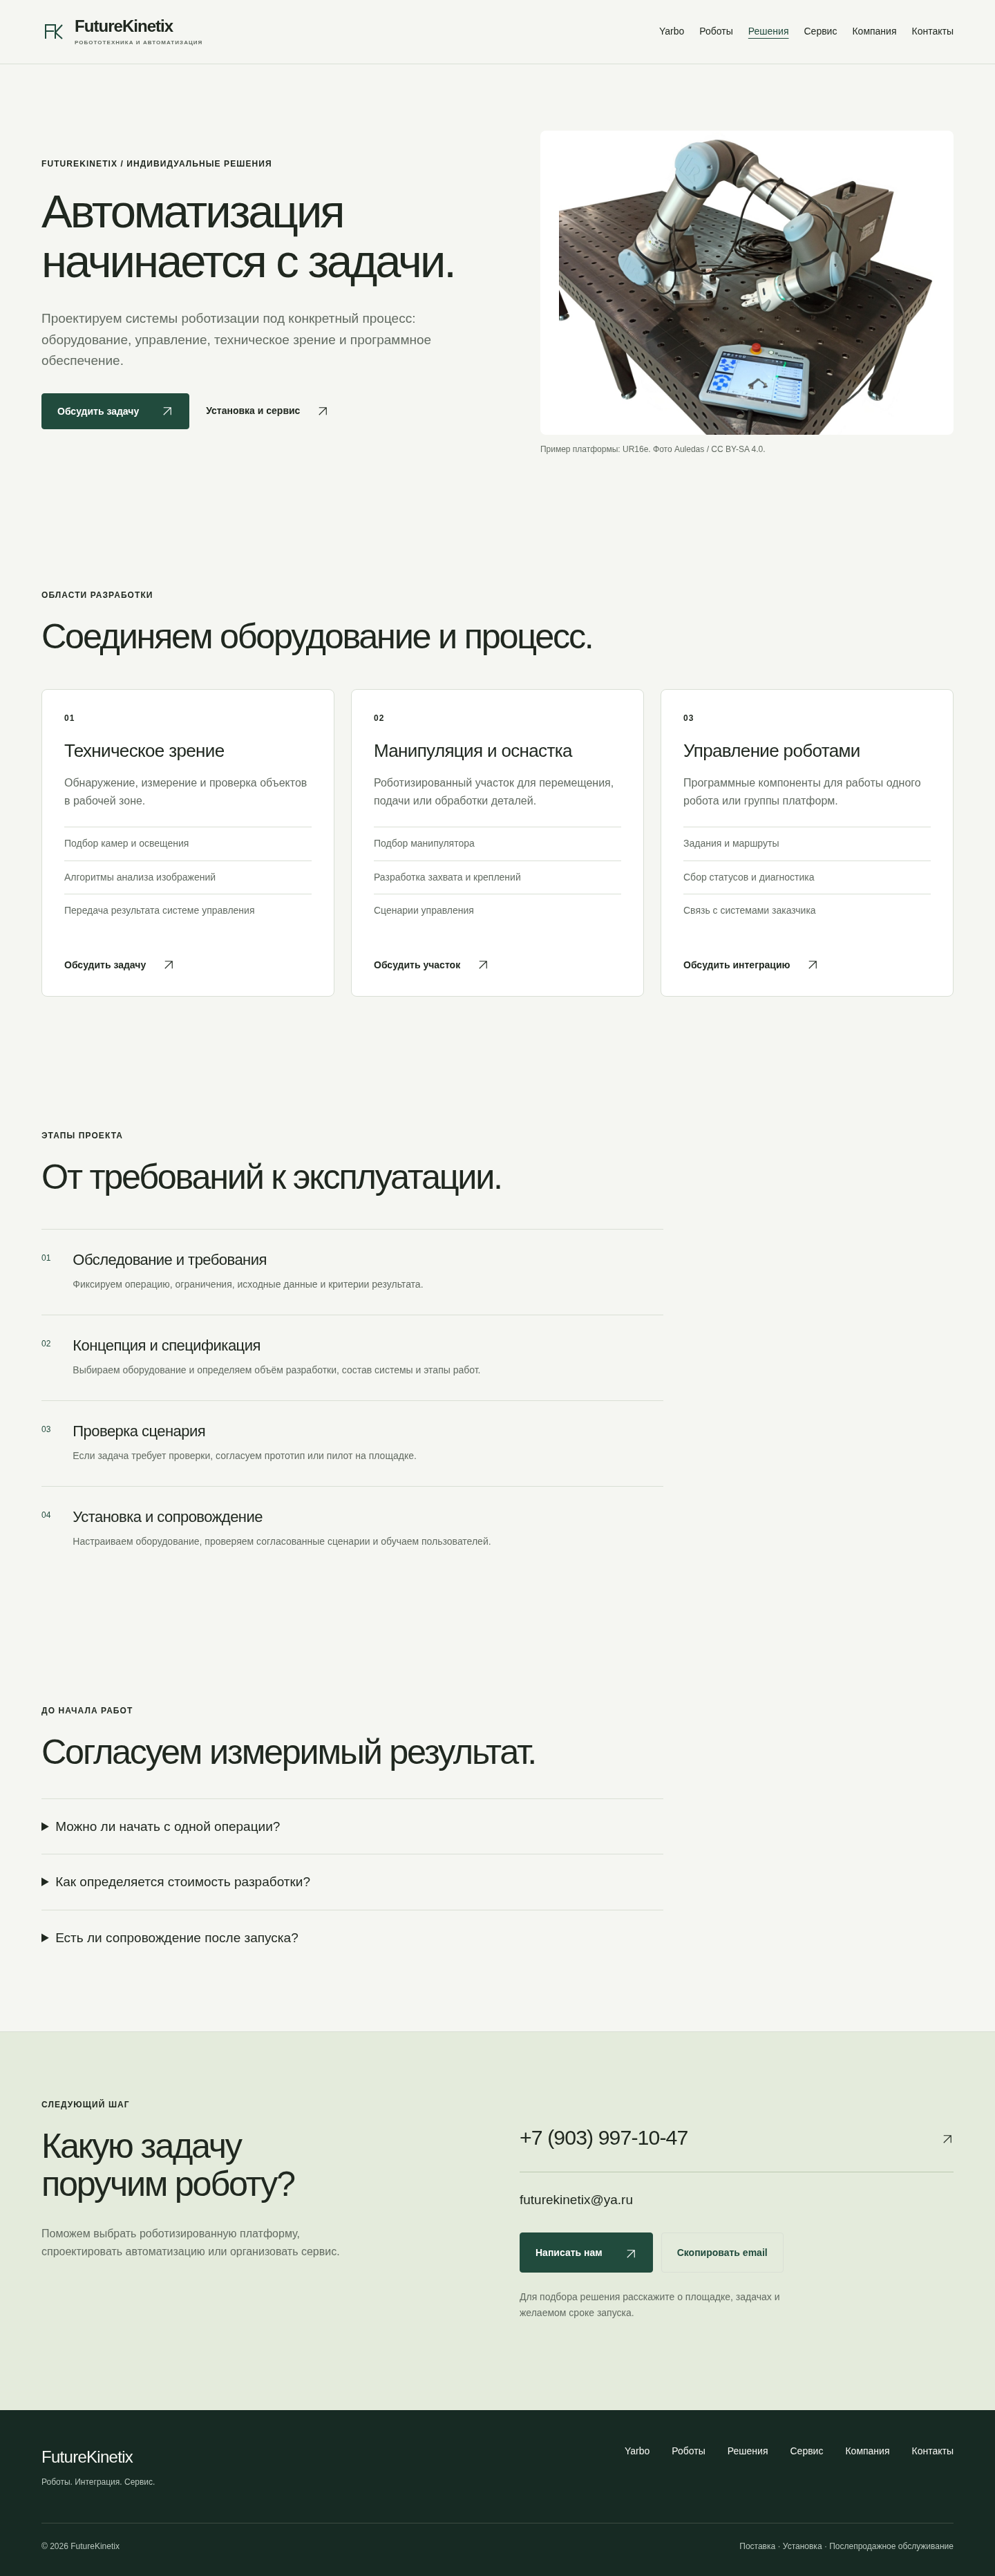 FutureKinetix
РОБОТОТЕХНИКА И АВТОМАТИЗАЦИЯ
Yarbo Роботы Решения Сервис Компания Контакты
FUTUREKINETIX / ИНДИВИДУАЛЬНЫЕ РЕШЕНИЯ
Автоматизация
начинается с задачи.
Проектируем системы роботизации под конкретный процесс:
оборудование, управление, техническое зрение и программное
обеспечение.
Обсудить задачу
Установка и сервис
Пример платформы: UR16e. Фото Auledas / CC BY-SA 4.0.
ОБЛАСТИ РАЗРАБОТКИ
Соединяем оборудование и процесс.
01
Техническое зрение
Обнаружение, измерение и проверка объектов
в рабочей зоне.
Подбор камер и освещения
Алгоритмы анализа изображений
Передача результата системе управления
Обсудить задачу
02
Манипуляция и оснастка
Роботизированный участок для перемещения,
подачи или обработки деталей.
Подбор манипулятора
Разработка захвата и креплений
Сценарии управления
Обсудить участок
03
Управление роботами
Программные компоненты для работы одного
робота или группы платформ.
Задания и маршруты
Сбор статусов и диагностика
Связь с системами заказчика
Обсудить интеграцию
ЭТАПЫ ПРОЕКТА
От требований к эксплуатации.
01
Обследование и требования
Фиксируем операцию, ограничения, исходные данные и критерии результата.
02
Концепция и спецификация
Выбираем оборудование и определяем объём разработки, состав системы и этапы работ.
03
Проверка сценария
Если задача требует проверки, согласуем прототип или пилот на площадке.
04
Установка и сопровождение
Настраиваем оборудование, проверяем согласованные сценарии и обучаем пользователей.
ДО НАЧАЛА РАБОТ
Согласуем измеримый результат.
Можно ли начать с одной операции?
Как определяется стоимость разработки?
Есть ли сопровождение после запуска?
СЛЕДУЮЩИЙ ШАГ
Какую задачу
поручим роботу?
Поможем выбрать роботизированную платформу,
спроектировать автоматизацию или организовать сервис.
+7 (903) 997-10-47
futurekinetix@ya.ru
Написать нам
Скопировать email
Для подбора решения расскажите о площадке, задачах и
желаемом сроке запуска.
FutureKinetix
Роботы. Интеграция. Сервис.
Yarbo Роботы Решения Сервис Компания Контакты
© 2026 FutureKinetix
Поставка · Установка · Послепродажное обслуживание